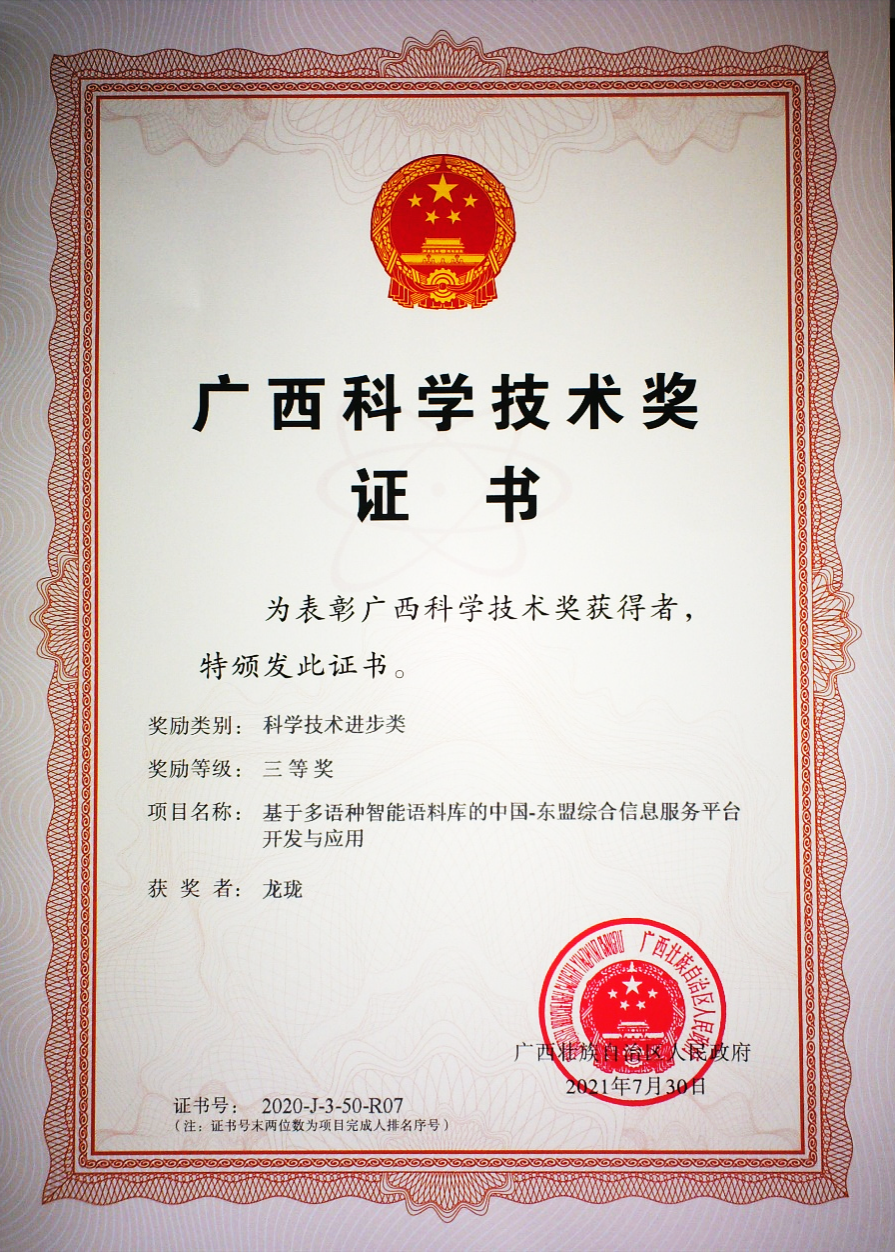 广西科学技术奖
证 书
为表彰广西科学技术奖获得者，
特颁发此证书。
奖励类别： 科学技术进步类
奖励等级： 三 等 奖
项目名称： 基于多语种智能语料库的中国-东盟综合信息服务平台
开发与应用
获 奖 者： 龙珑
广西壮族自治区人民政府
广西壮族自治区人民政府
2021年7月30日
证书号： 2020-J-3-50-R07
（注：证书号末两位数为项目完成人排名序号）